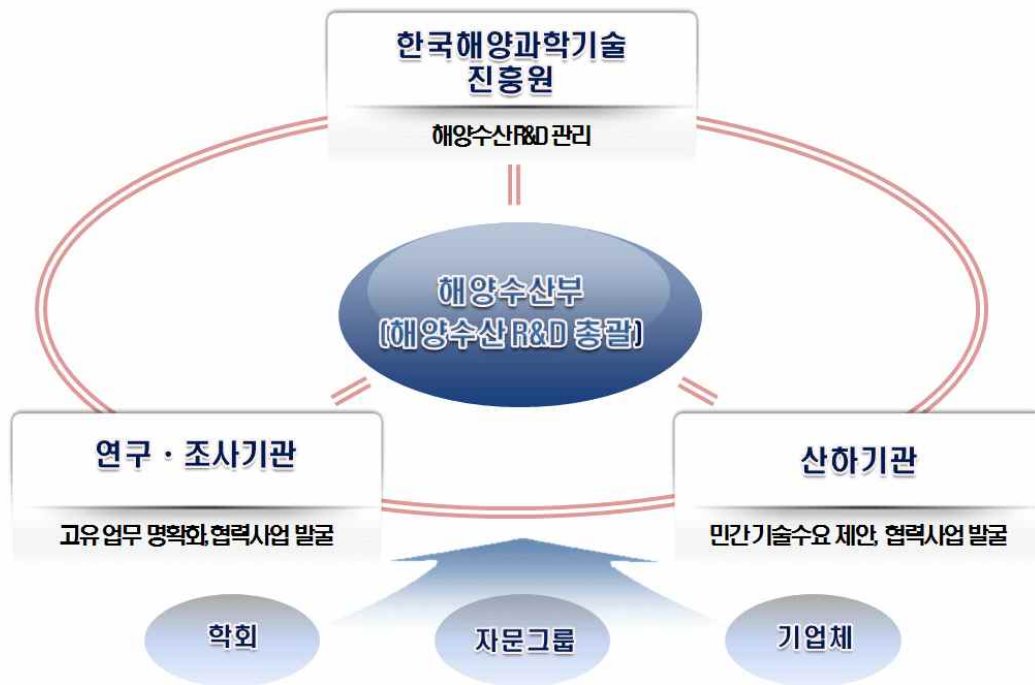 한국해양과학기술
진흥원
해양수산 R&D 관리
해양수산부
(해양수산 R&D 총괄)
연구 · 조사기관
고유 업무 명확화, 협력사업 발굴
산하기관
민간 기술수요 제안, 협력사업 발굴
학회
자문그룹
기업체